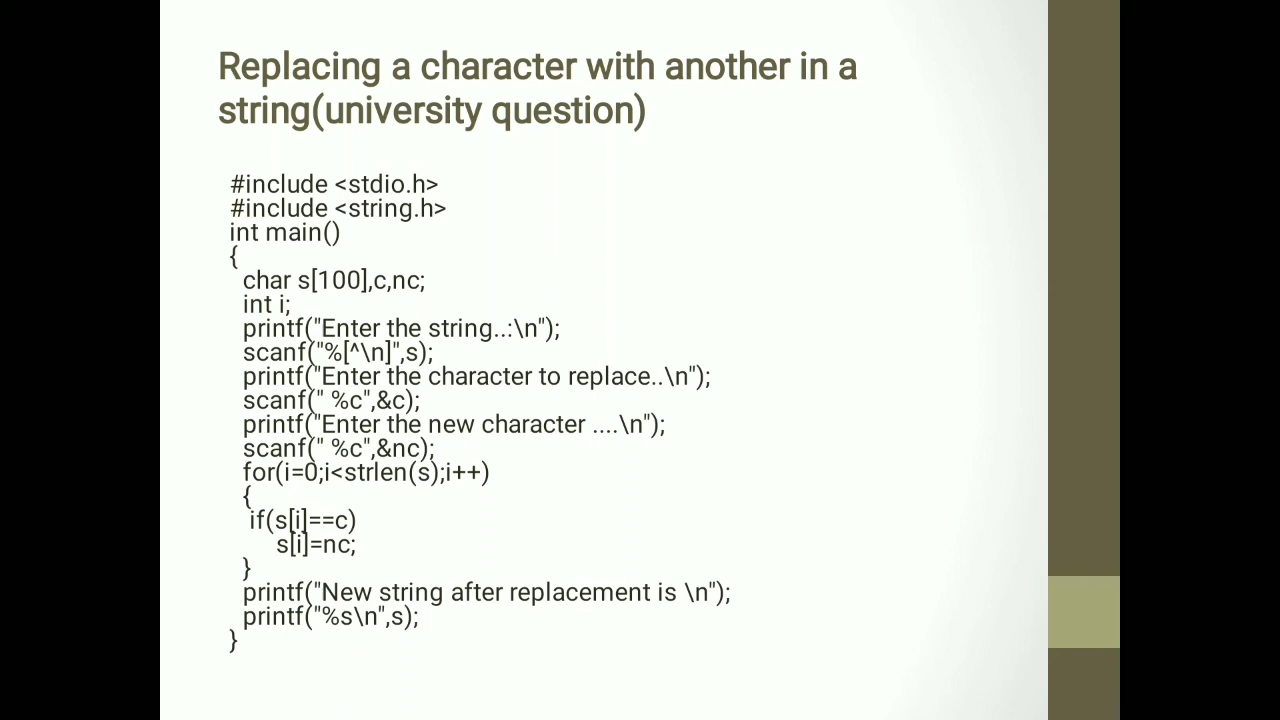 Replacing a character with another in a
string(university question)
#include <stdio.h>
#include <string.h>
int main()
{
char s[100],c,nc;
int i;
printf("Enter the string..:\n");
scanf("%[^\n]",s);
printf("Enter the character to replace..\n");
scanf(" %c",&c);
printf("Enter the new character ....\n");
scanf(" %c",&nc);
for(i=0;i<strlen(s);i++)
{
if(s[i]==c)
s[i]=nc;
}
printf("New string after replacement is \n");
printf("%s\n",s);
}